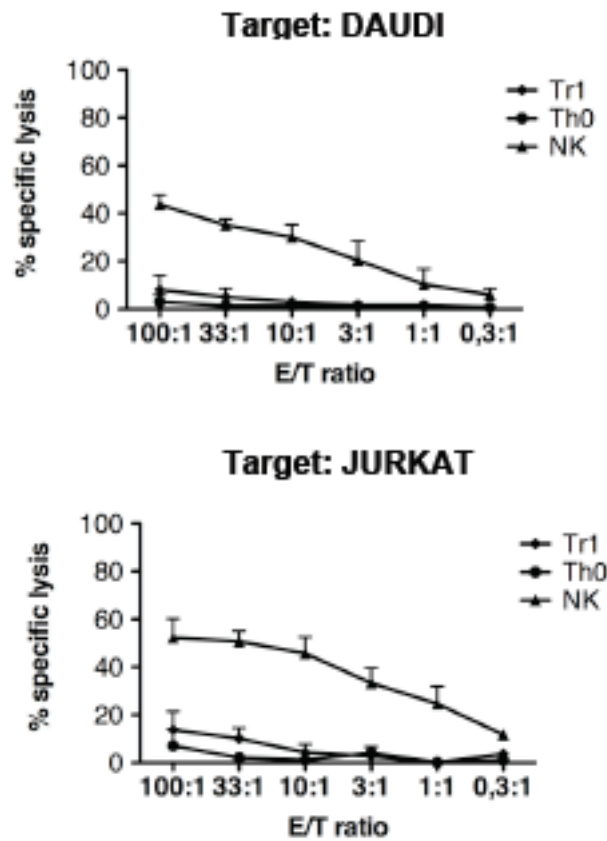 Target: DAUDI
% specific lysis
100
80
60
40
20
0
Tr1
Th0
NK
100:1 33:1 10:1 3:1 1:1 0,3:1
E/T ratio
Target: JURKAT
% specific lysis
100
80
60
40
20
0
Tr1
Th0
NK
100:1 33:1 10:1 3:1 1:1 0,3:1
E/T ratio